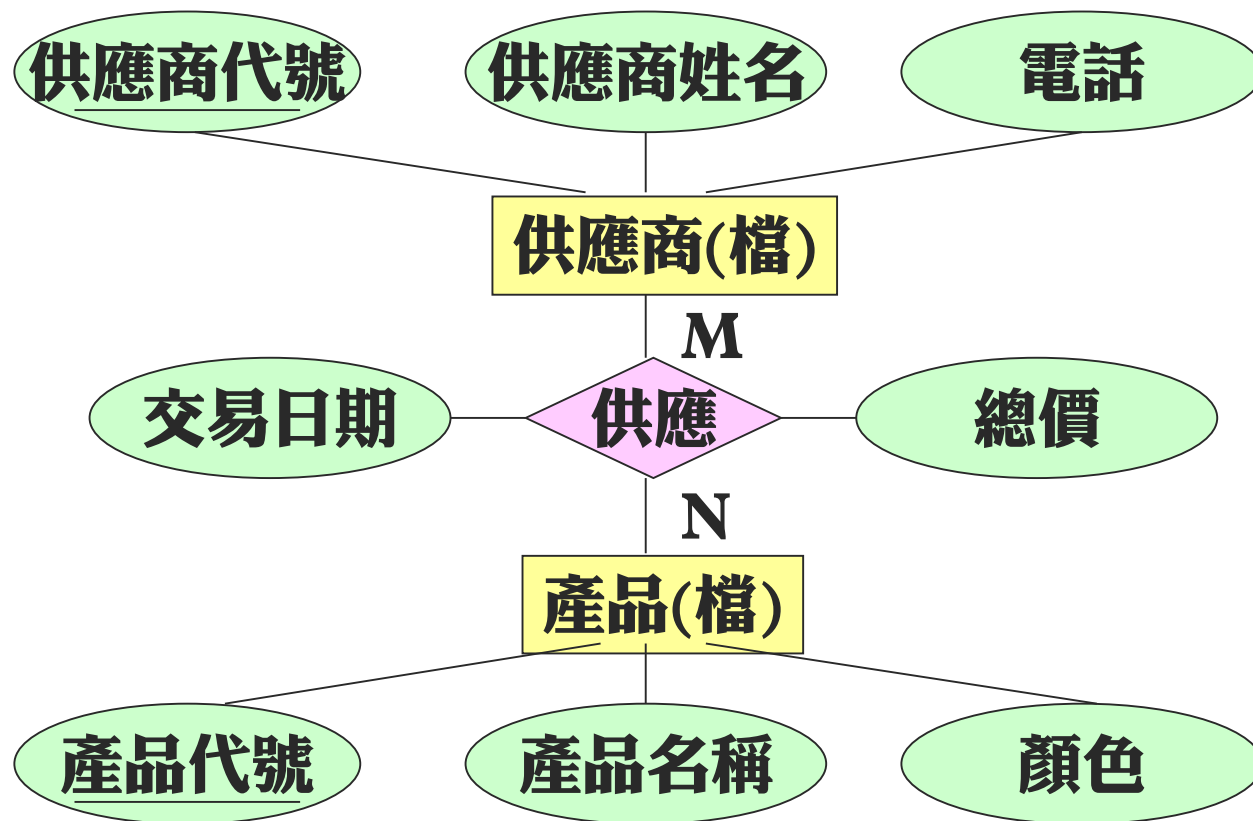 供應商代號
供應商姓名
電話
供應商(檔)
M
交易日期
供應
總價
N
產品(檔)
產品代號
產品名稱
顏色